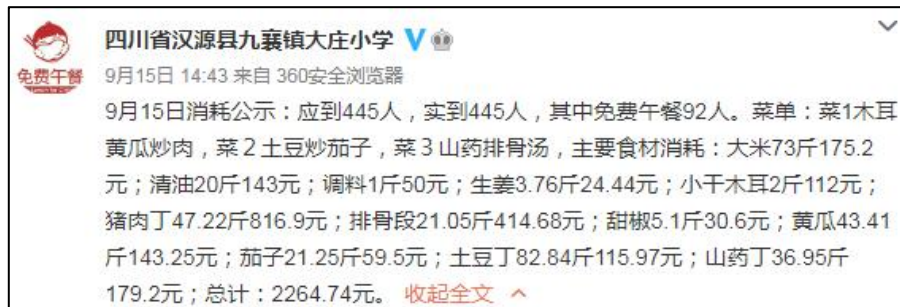 四川省汉源县九襄镇大庄小学
免费午餐
9月15日 14:43 来自 360安全浏览器
9月15日消耗公示：应到445人，实到445人，其中免费午餐92人。菜单：菜1木耳
黄瓜炒肉，菜２土豆炒茄子，菜３山药排骨汤，主要食材消耗：大米73斤175.2
元；清油20斤143元；调料1斤50元；生姜3.76斤24.44元；小干木耳2斤112元；
猪肉丁47.22斤816.9元；排骨段21.05斤414.68元；甜椒5.1斤30.6元；黄瓜43.41
斤143.25元；茄子21.25斤59.5元；土豆丁82.84斤115.97元；山药丁36.95斤
179.2元；总计：2264.74元。 收起全文